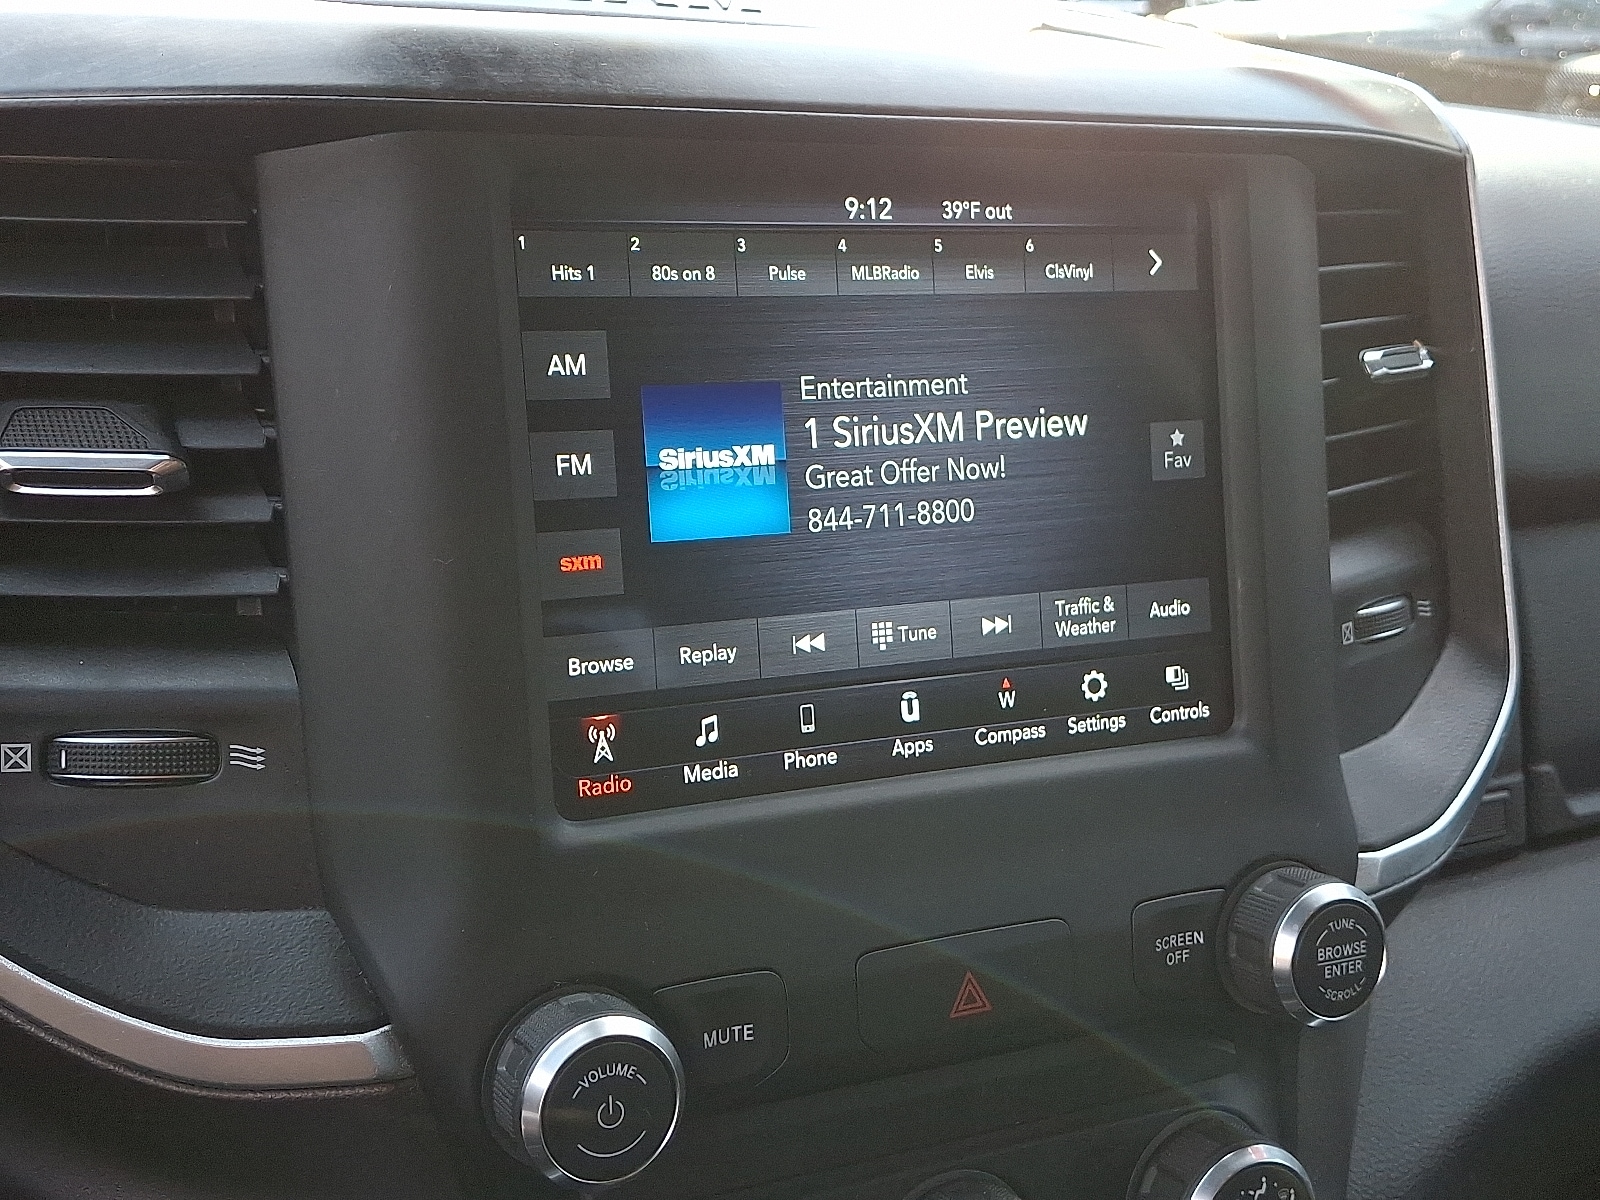 9:12 39°F out
1 2 3 4 5 6
Hits 1 80s on 8 Pulse MLBRadio Elvis ClsVinyl
AM
FM
sxm
SiriusXM
Entertainment
1 SiriusXM Preview
Great Offer Now!
844-711-8800
Fav
Browse Replay Tune Traffic & Weather Audio
Radio Media Phone Apps W Compass Settings Controls
SCREEN
OFF
TUNE
BROWSE
ENTER
SCROLL
MUTE
VOLUME